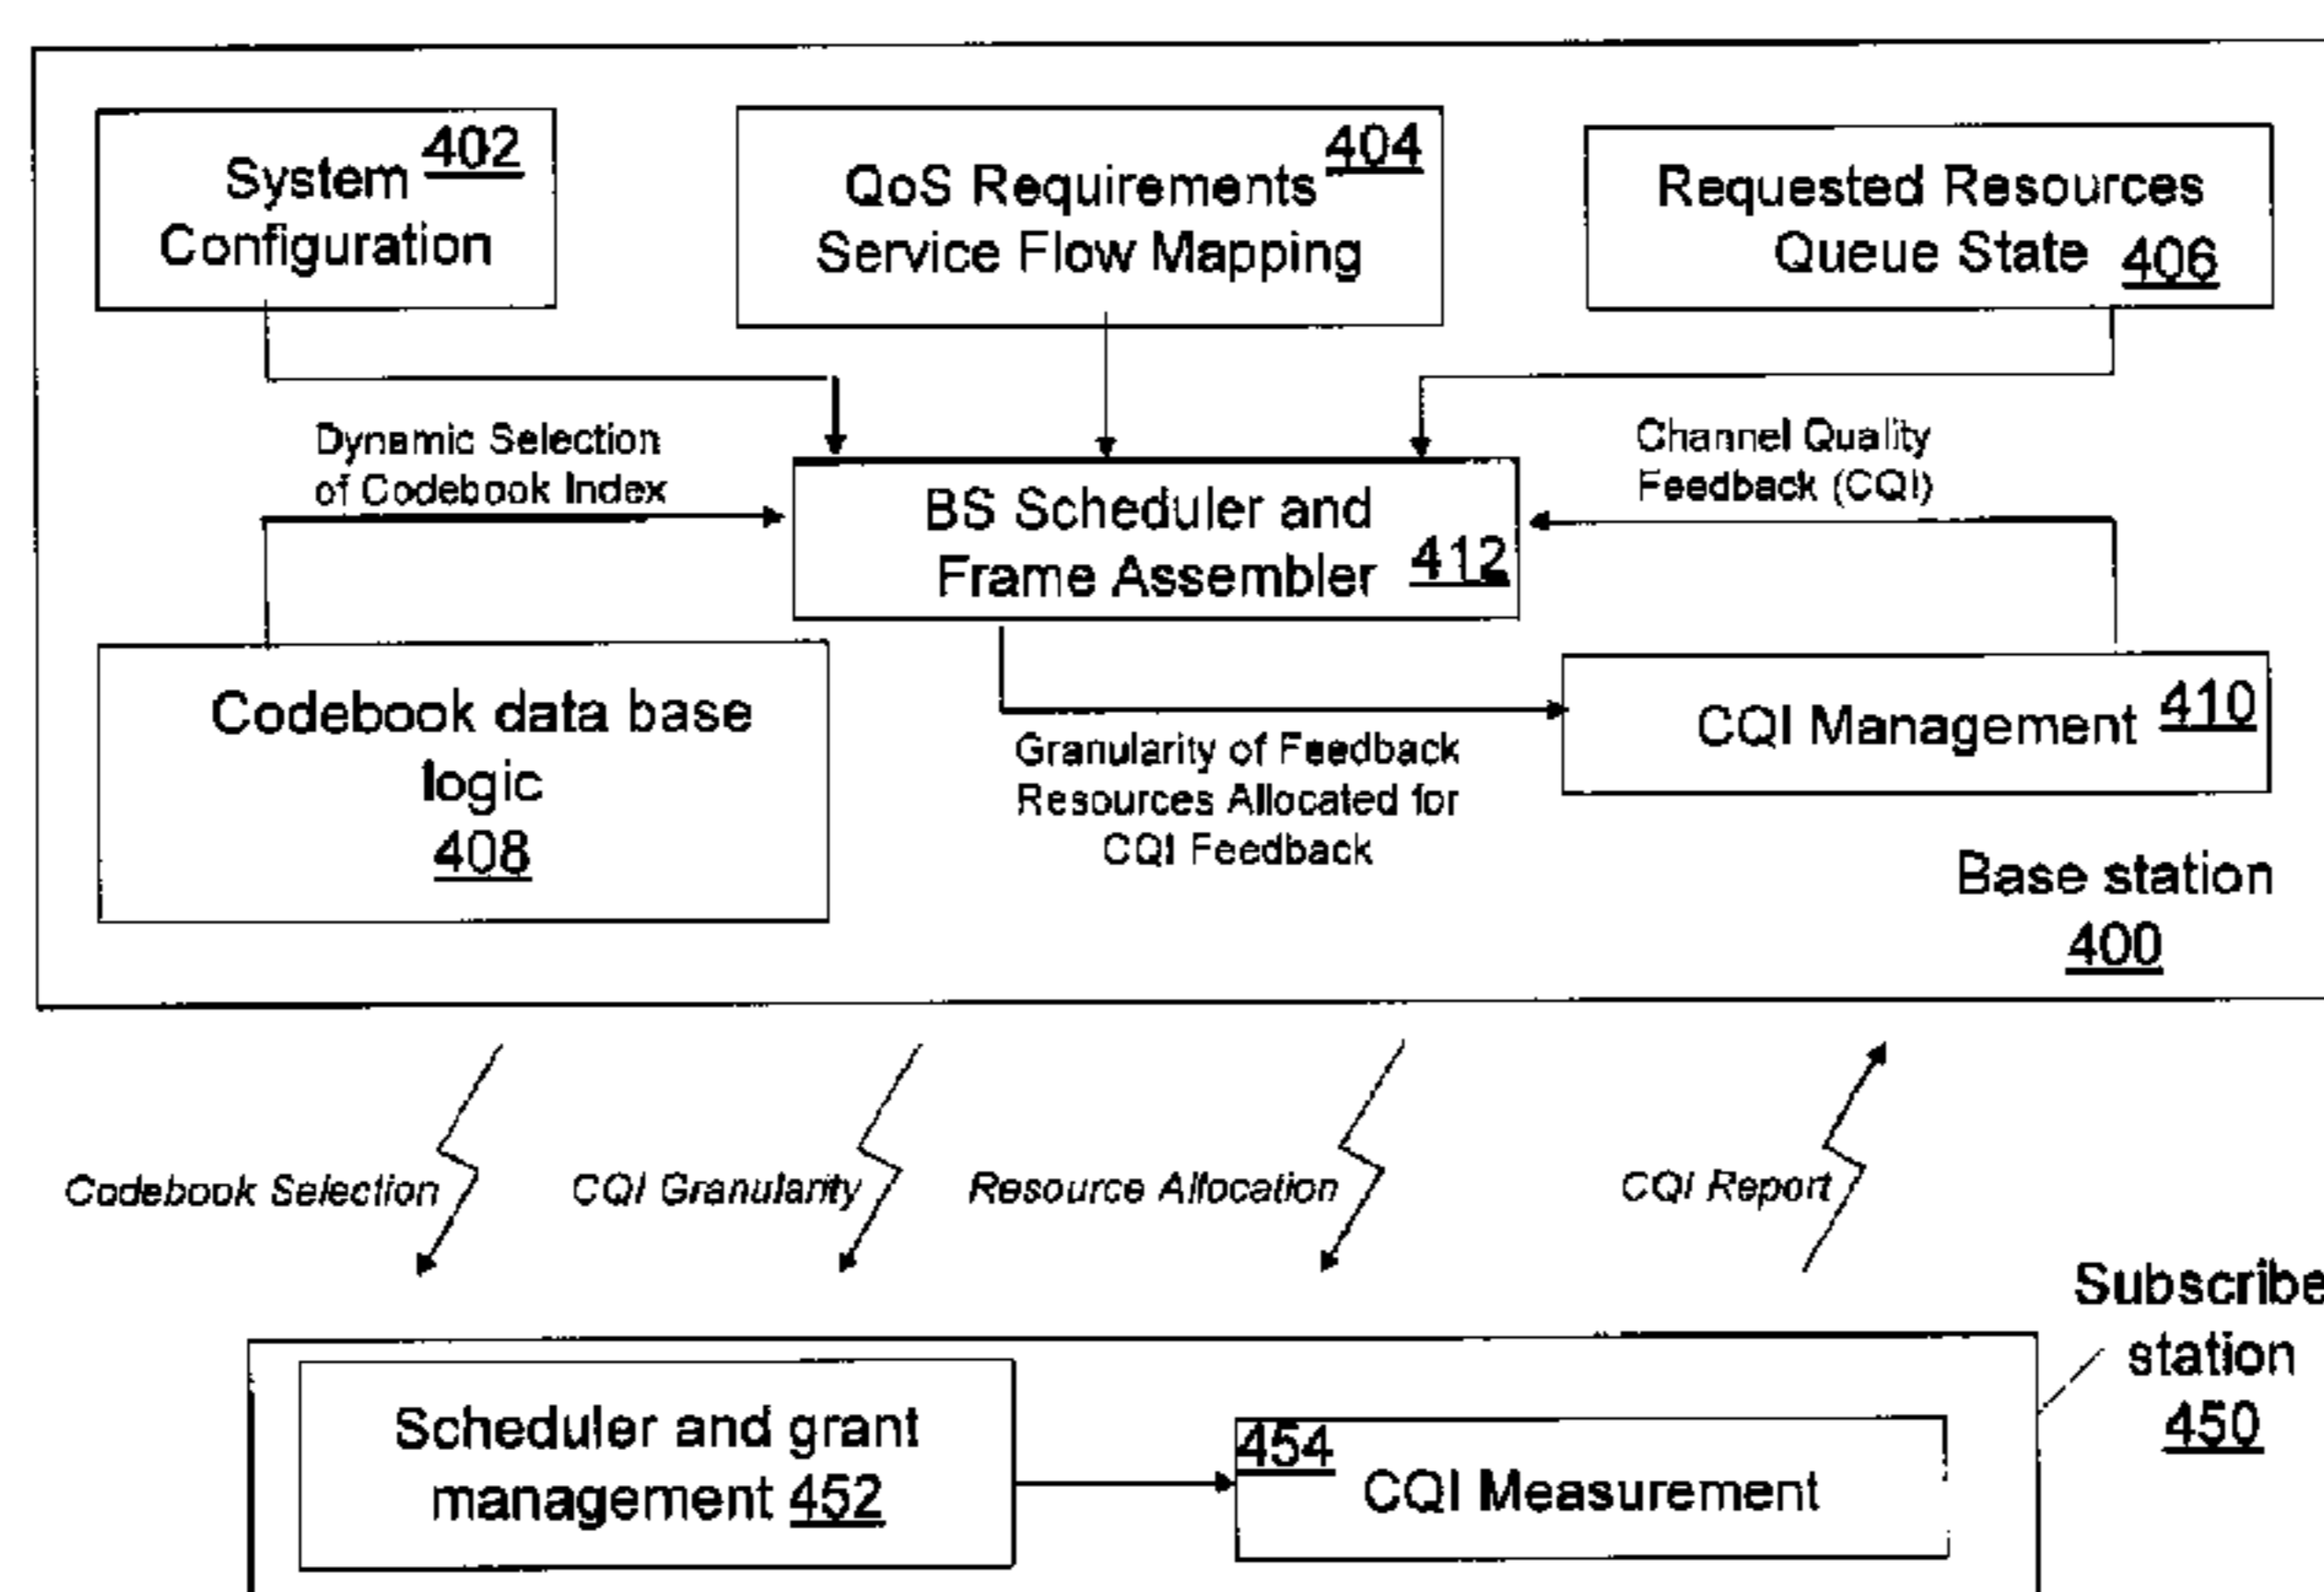 System 402
Configuration
QoS Requirements 404
Service Flow Mapping
Requested Resources
Queue State 406
Dynamic Selection
of Codebook Index
Channel Quality
Feedback (CQI)
BS Scheduler and
Frame Assembler 412
Codebook data base
logic
408
Granularity of Feedback
Resources Allocated for
CQI Feedback
CQI Management 410
Base station
400
Codebook Selection
CQI Granularity
Resource Allocation
CQI Report
Subscribe
station
450
Scheduler and grant
management 452
454
CQI Measurement